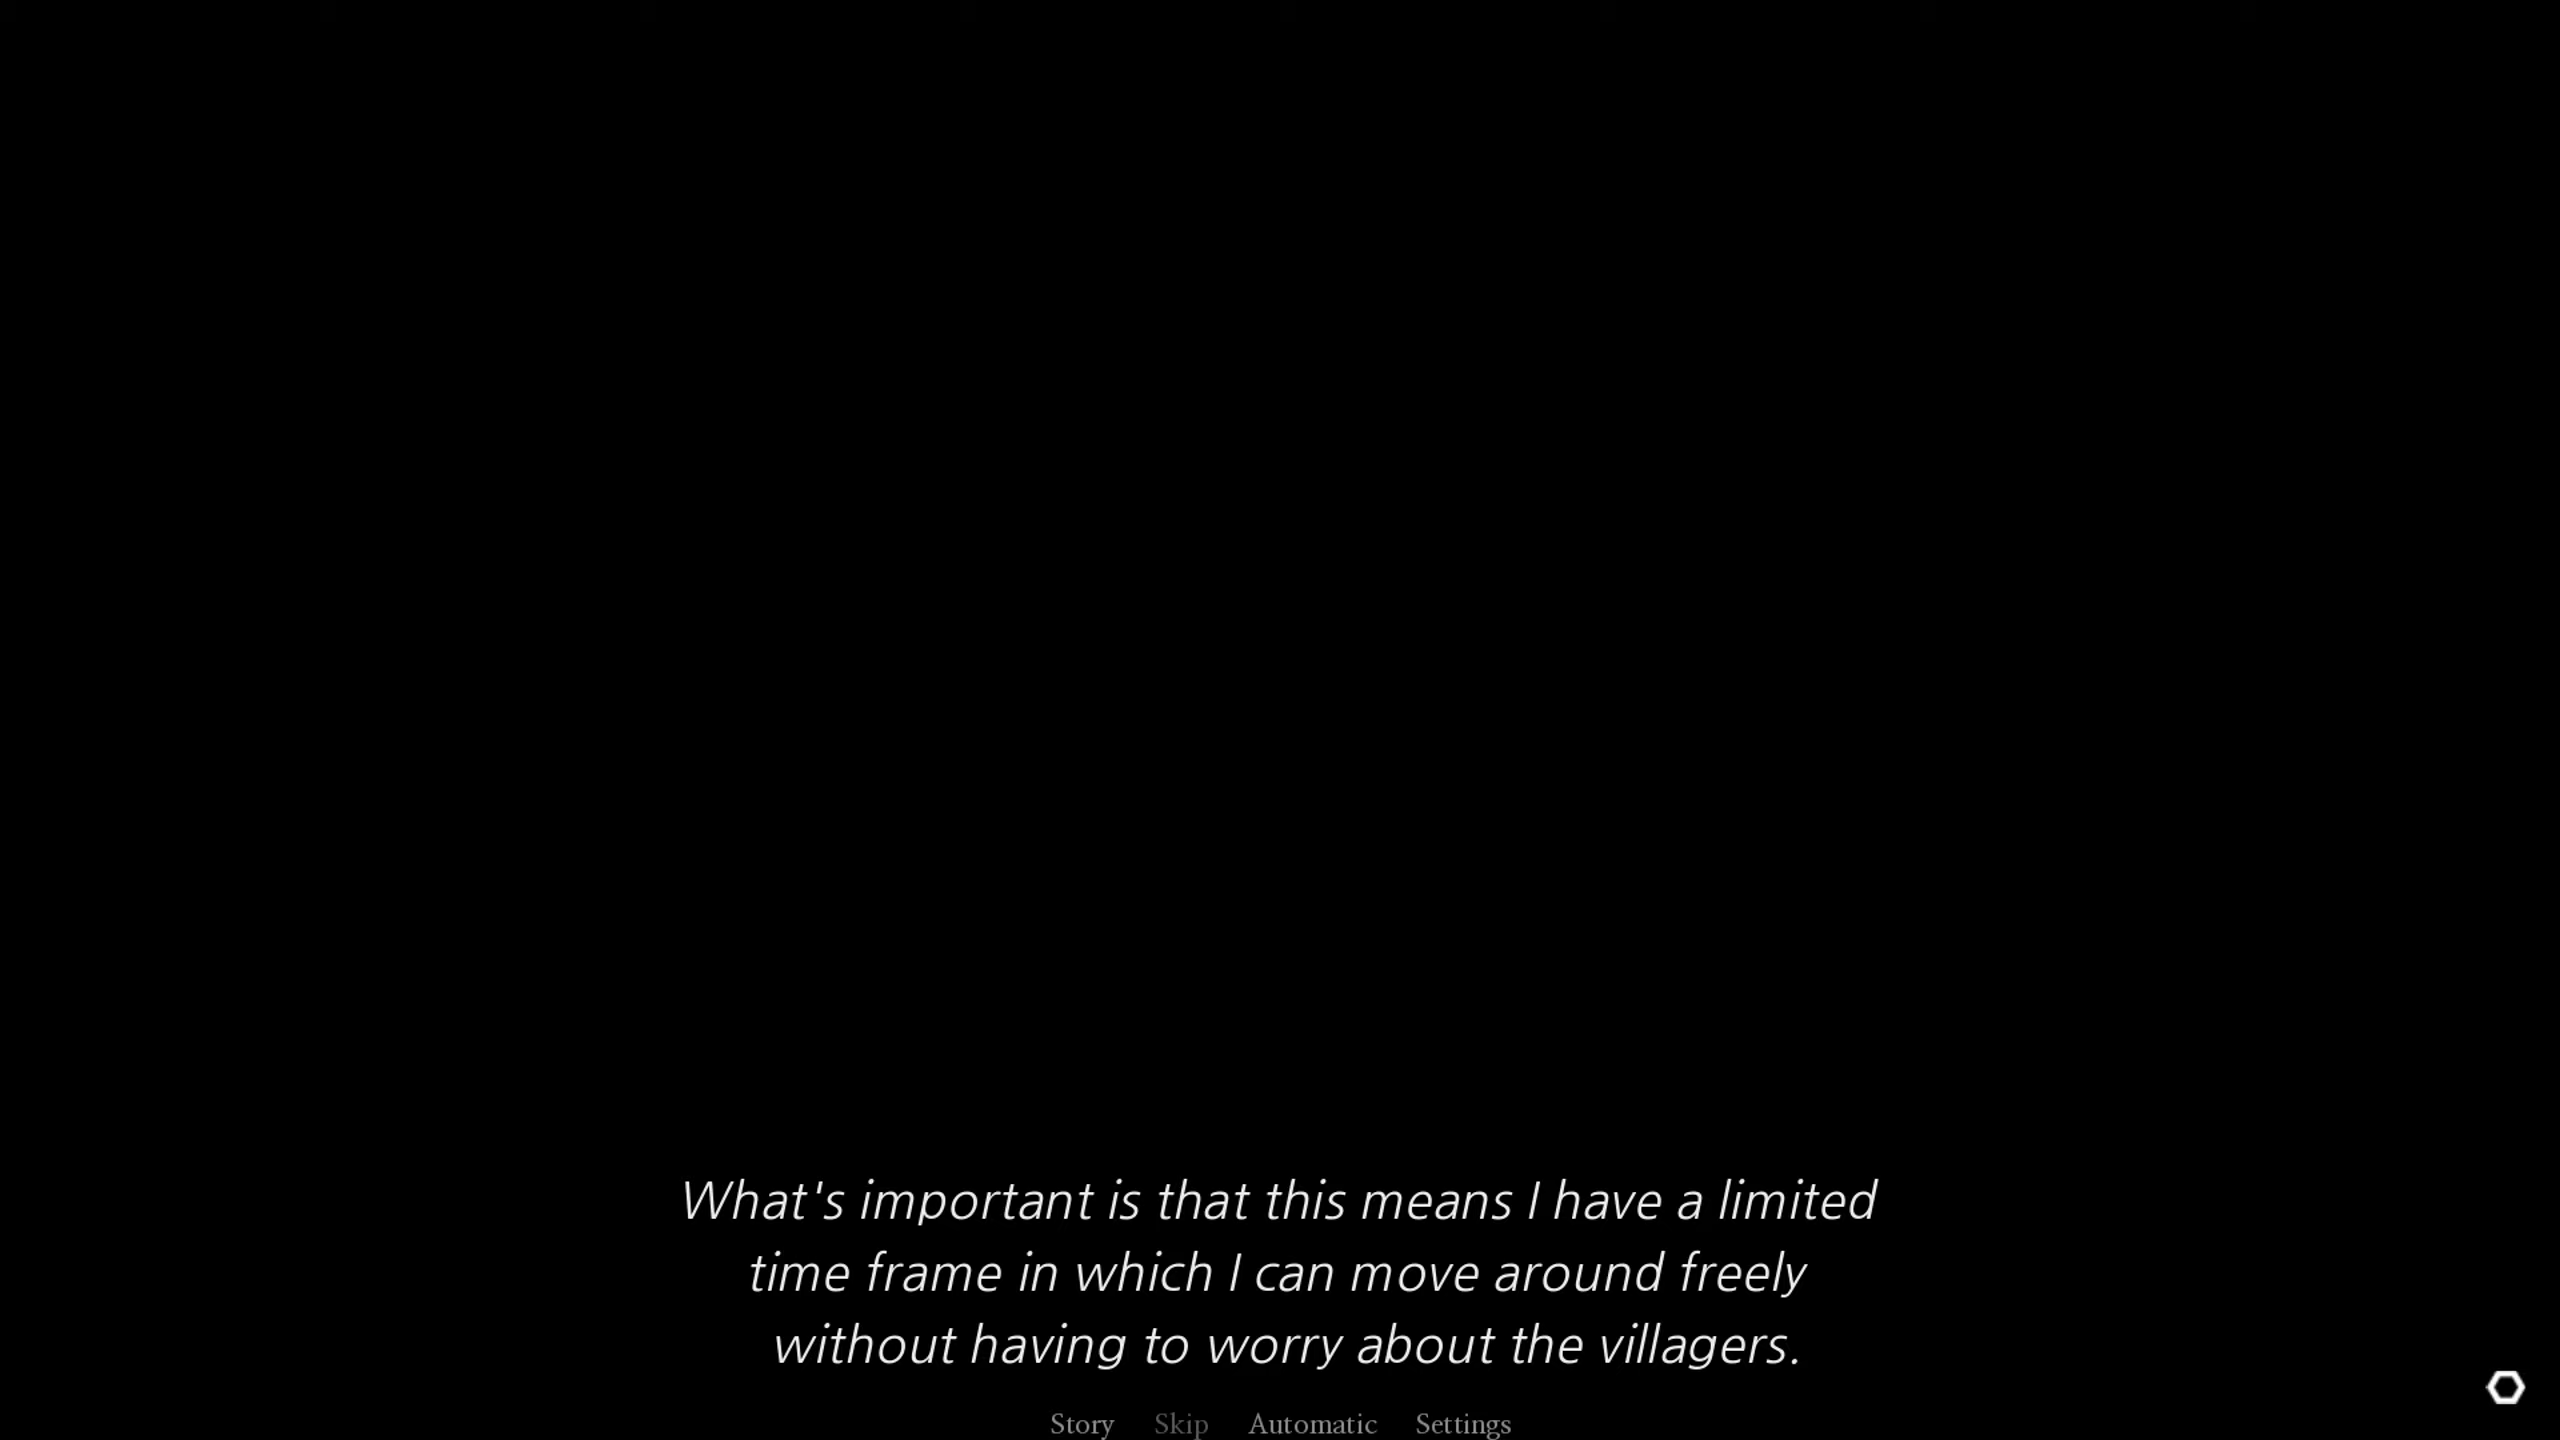 What's important is that this means I have a limited
time frame in which I can move around freely
without having to worry about the villagers.
Story Skip Automatic Settings